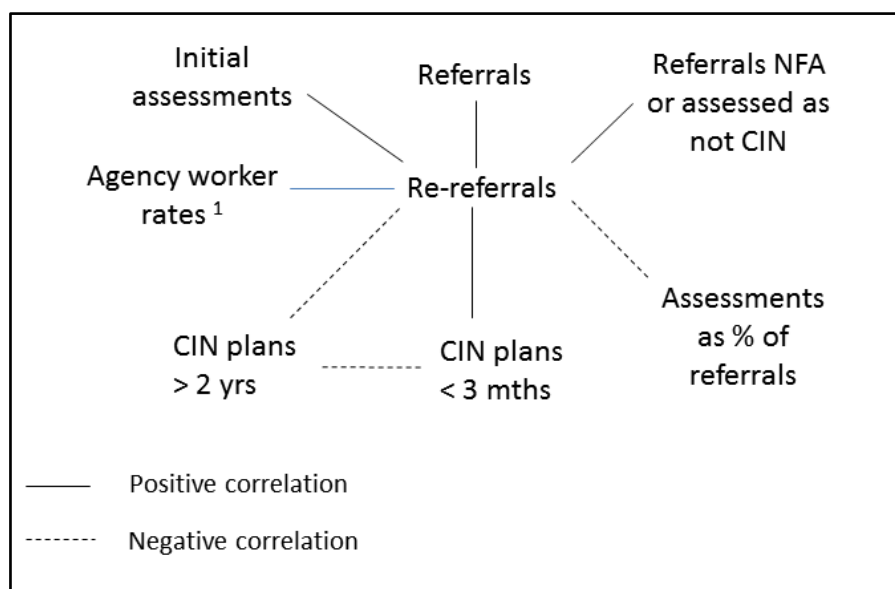 Initial
assessments
Referrals
Referrals NFA
or assessed as
not CIN
Agency worker
rates 1
Re-referrals
CIN plans
> 2 yrs
CIN plans
< 3 mths
Assessments
as % of
referrals
Positive correlation
Negative correlation